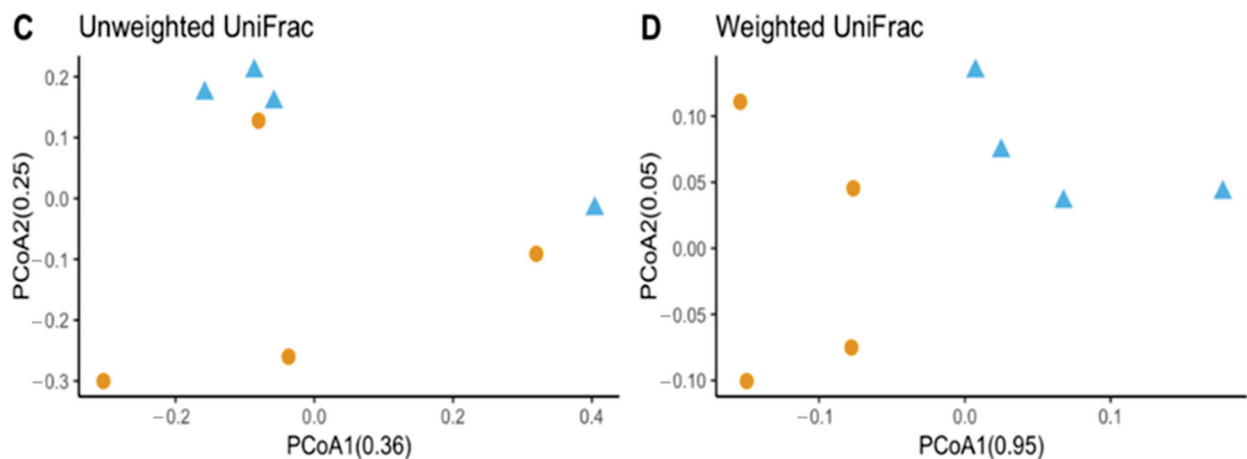 C Unweighted UniFrac
PCoA2(0.25)
0.2
0.1
0.0
−0.1
−0.2
−0.3
−0.2 0.0 0.2 0.4
PCoA1(0.36)
D Weighted UniFrac
PCoA2(0.05)
0.10
0.05
0.00
−0.05
−0.10
−0.1 0.0 0.1
PCoA1(0.95)